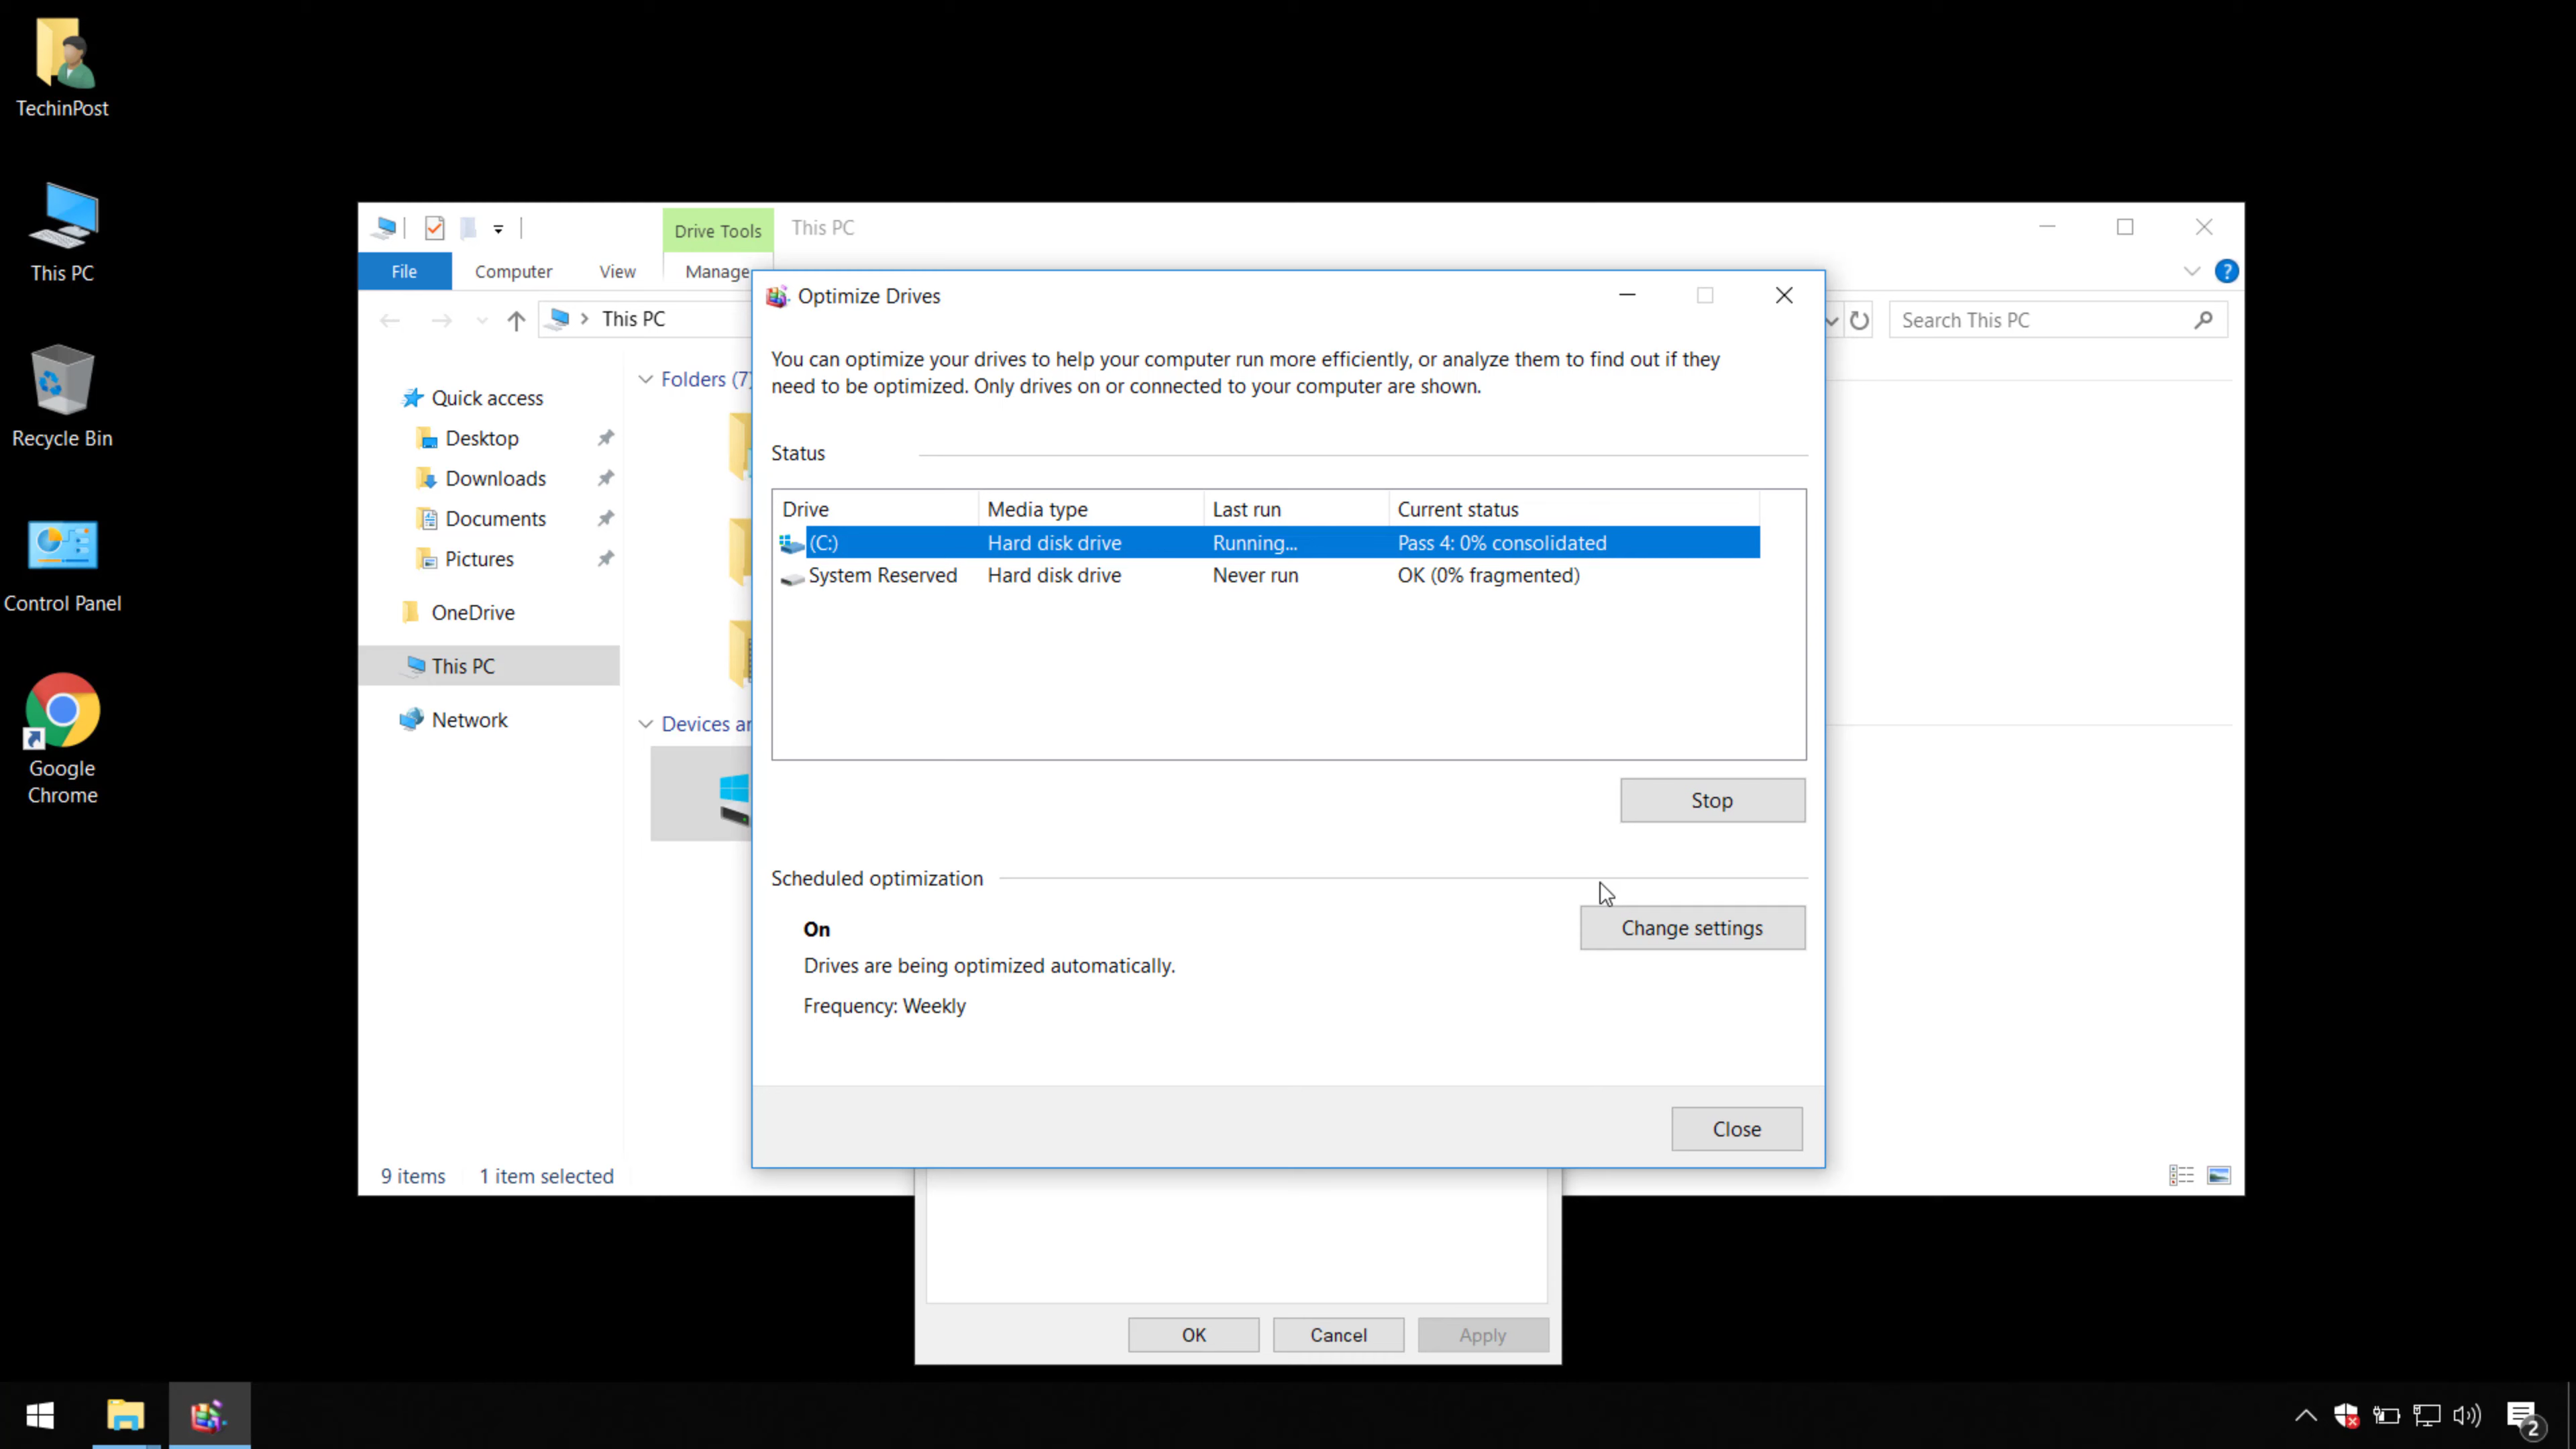 TechinPost
This PC
Recycle Bin
Control Panel
Google
Chrome
Drive Tools
This PC
File
Computer
View
Manage
This PC
Search This PC
Quick access
Desktop
Downloads
Documents
Pictures
OneDrive
This PC
Network
Folders (7)
Devices
9 items
1 item selected
Optimize Drives
You can optimize your drives to help your computer run more efficiently, or analyze them to find out if they
need to be optimized. Only drives on or connected to your computer are shown.
Status
Drive Media type Last run Current status
(C:) Hard disk drive Running... Pass 4: 0% consolidated
System Reserved Hard disk drive Never run OK (0% fragmented)
Stop
Scheduled optimization
On
Change settings
Drives are being optimized automatically.
Frequency: Weekly
Close
OK
Cancel
Apply
2